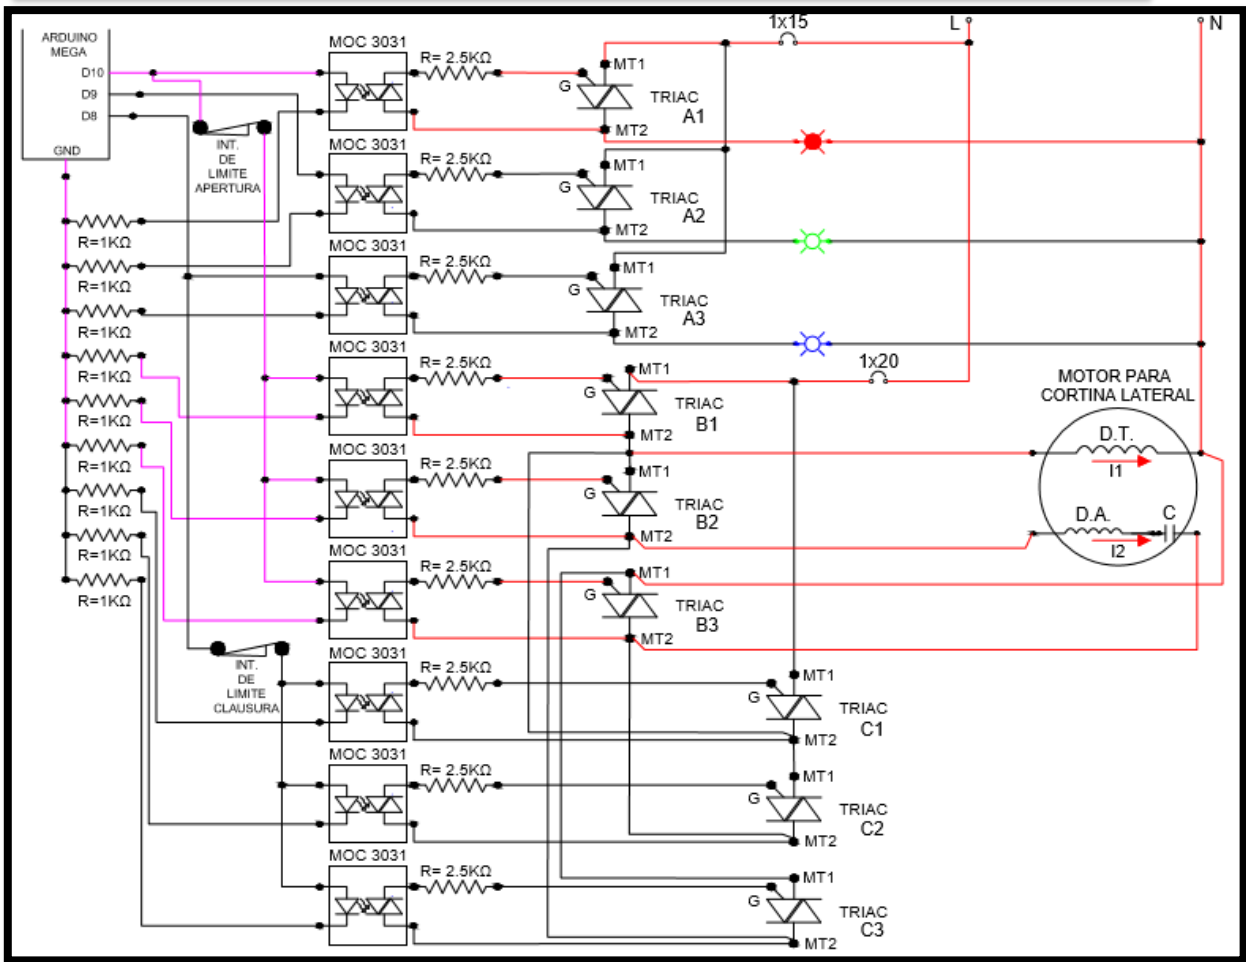 1x15
L
N
ARDUINO
MEGA
D10
D9
D8
GND
INT.
DE
LIMITE
APERTURA
MOC 3031
R= 2.5KΩ
MT1
G
TRIAC
A1
MT2
MOC 3031
R= 2.5KΩ
MT1
G
TRIAC
A2
MT2
MOC 3031
R= 2.5KΩ
MT1
G
TRIAC
A3
MT2
R=1KΩ
R=1KΩ
R=1KΩ
R=1KΩ
R=1KΩ
R=1KΩ
R=1KΩ
R=1KΩ
R=1KΩ
MOC 3031
R= 2.5KΩ
MT1
G
TRIAC
B1
MT2
1x20
MOTOR PARA
CORTINA LATERAL
D.T.
I1
D.A.
C
I2
MOC 3031
R= 2.5KΩ
MT1
G
TRIAC
B2
MT2
MOC 3031
R= 2.5KΩ
MT1
G
TRIAC
B3
MT2
INT.
DE
LIMITE
CLAUSURA
MOC 3031
R= 2.5KΩ
MT1
G
TRIAC
C1
MT2
MOC 3031
R= 2.5KΩ
MT1
G
TRIAC
C2
MT2
MOC 3031
R= 2.5KΩ
MT1
G
TRIAC
C3
MT2